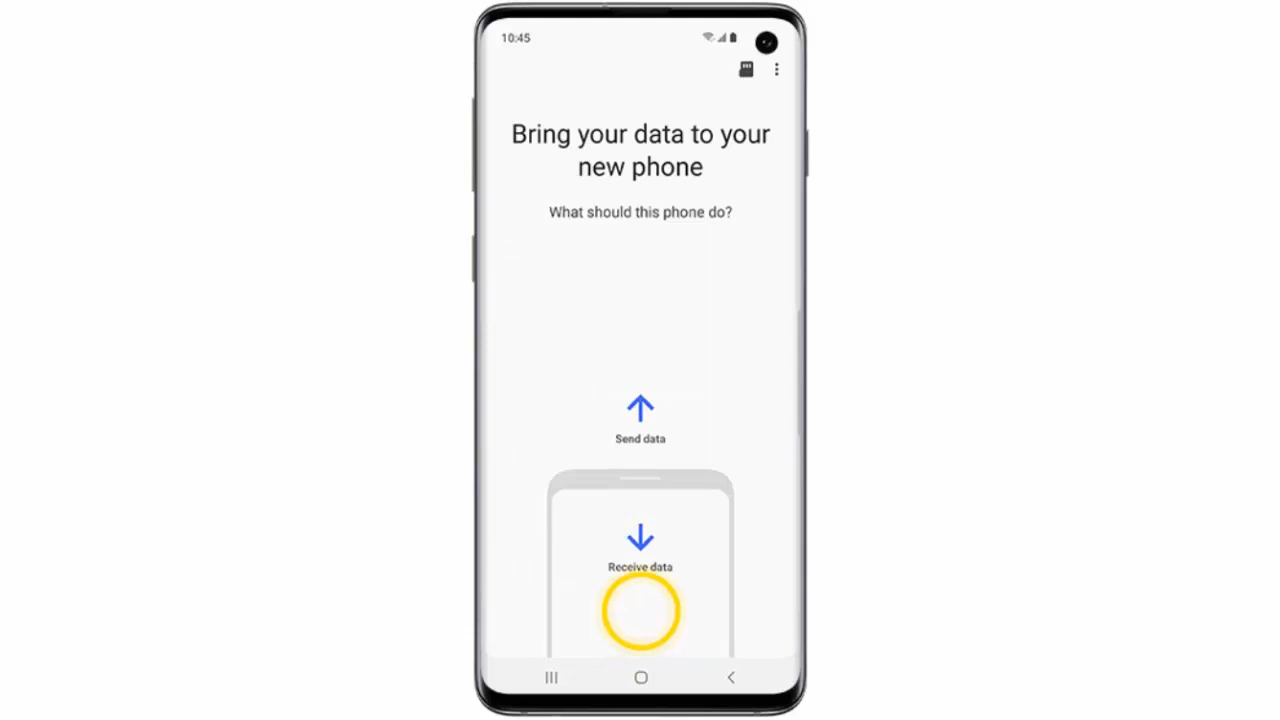 10:45
Bring your data to your
new phone
What should this phone do?
Send data
Receive data